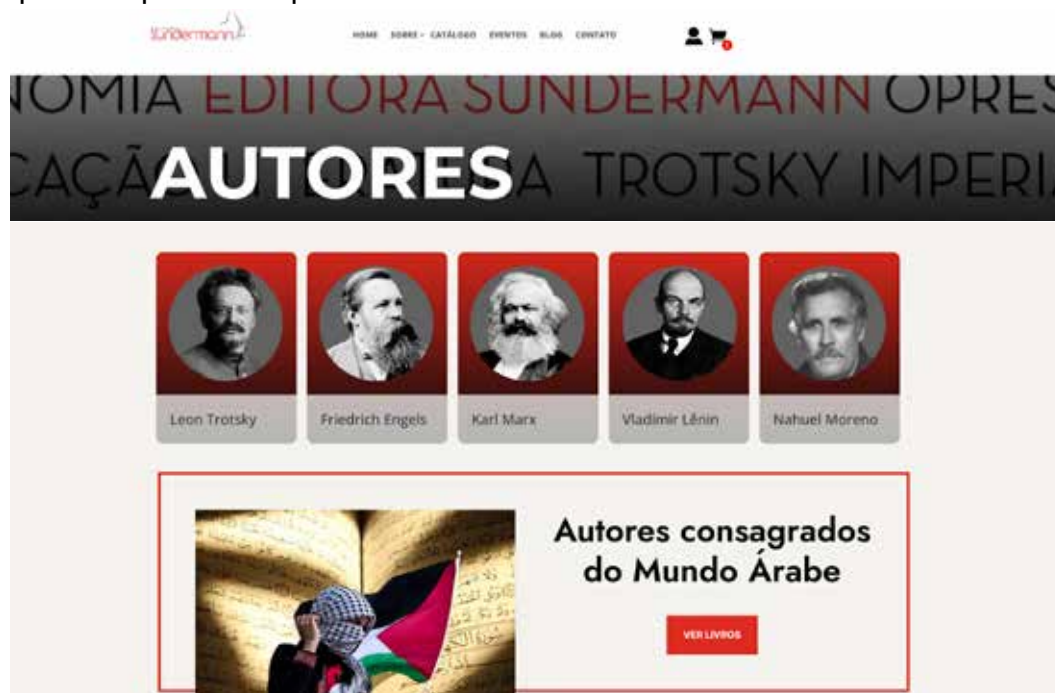 Sundermann
HOME SOBRE CATÁLOGO EVENTOS BLOG CONTATO
NOMIA EDITORA SUNDERMANN OPRES
CAÇÃ
AUTORES
A TROTSKY IMPERI
Leon Trotsky
Friedrich Engels
Karl Marx
Vladimir Lênin
Nahuel Moreno
Autores consagrados
do Mundo Árabe
VER LIVROS